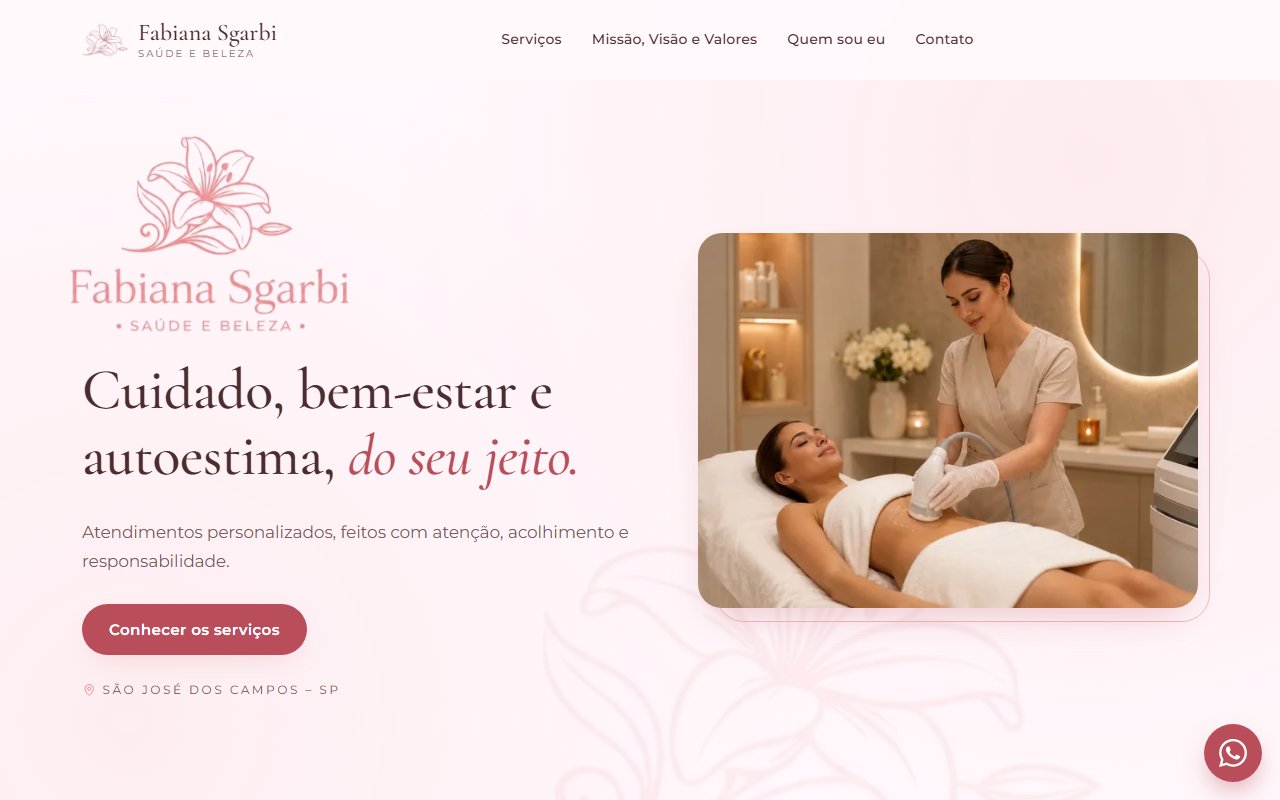 Fabiana Sgarbi
SAÚDE E BELEZA
Serviços
Missão, Visão e Valores
Quem sou eu
Contato
Fabiana Sgarbi
• SAÚDE E BELEZA •
Cuidado, bem-estar e
autoestima, do seu jeito.
Atendimentos personalizados, feitos com atenção, acolhimento e
responsabilidade.
Conhecer os serviços
SÃO JOSÉ DOS CAMPOS – SP